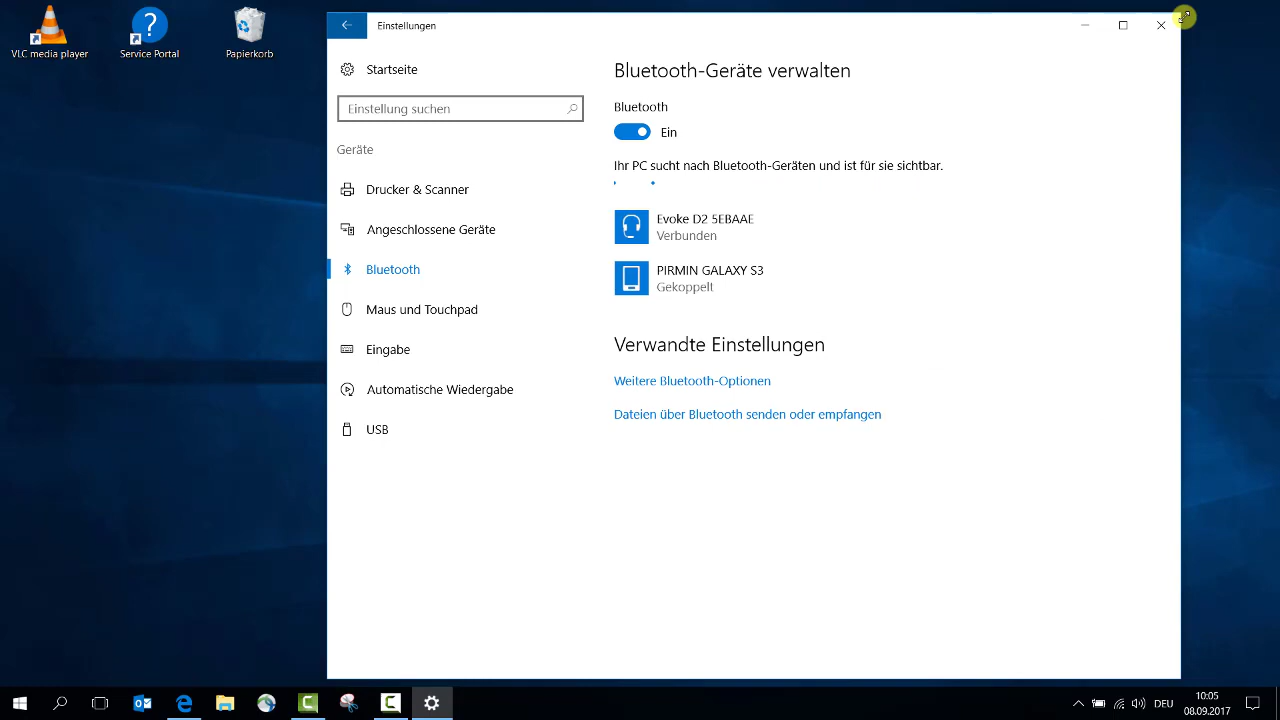 VLC media player
Service Portal
Papierkorb
Einstellungen
Startseite
Einstellung suchen
Geräte
Drucker & Scanner
Angeschlossene Geräte
Bluetooth
Maus und Touchpad
Eingabe
Automatische Wiedergabe
USB
Bluetooth-Geräte verwalten
Bluetooth
Ein
Ihr PC sucht nach Bluetooth-Geräten und ist für sie sichtbar.
Evoke D2 5EBAAE
Verbunden
PIRMIN GALAXY S3
Gekoppelt
Verwandte Einstellungen
Weitere Bluetooth-Optionen
Dateien über Bluetooth senden oder empfangen
DEU
10:05
08.09.2017